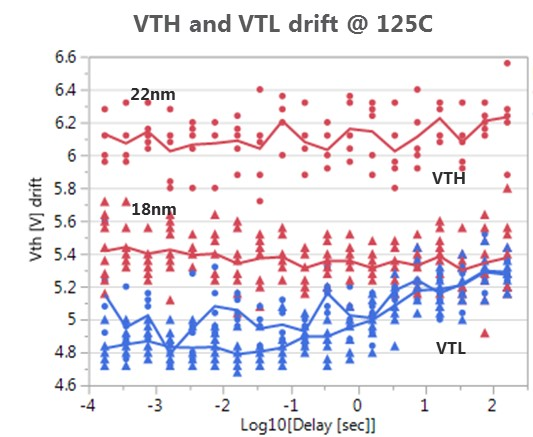 VTH and VTL drift @ 125C
6.6
6.4
22nm
6.2
6
VTH
5.8
18nm
5.6
5.4
5.2
5
4.8
VTL
4.6
Vth [V] drift
-4 -3 -2 -1 0 1 2
Log10[Delay [sec]]